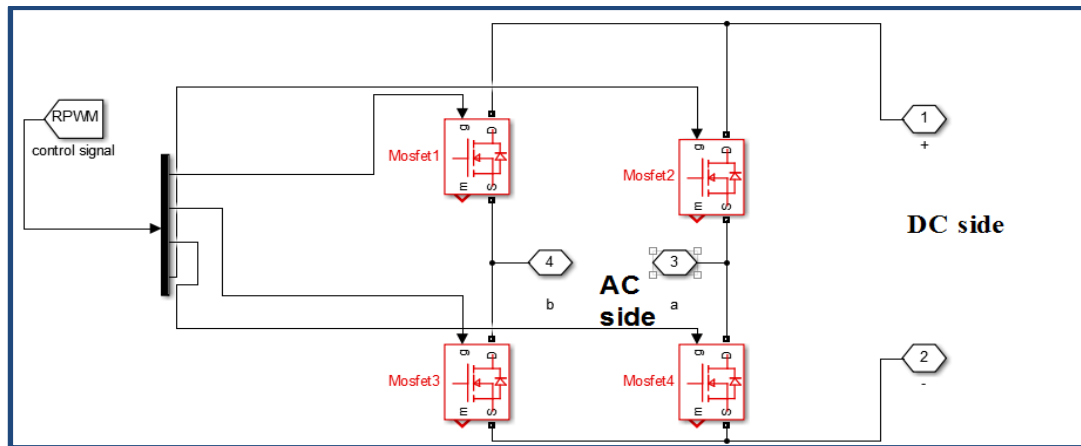 RPWM
control signal
g
D
Mosfet1
m
S
g
D
Mosfet2
m
S
1
+
DC side
4
b
AC
side
3
a
g
D
Mosfet3
m
S
g
D
Mosfet4
m
S
2
-